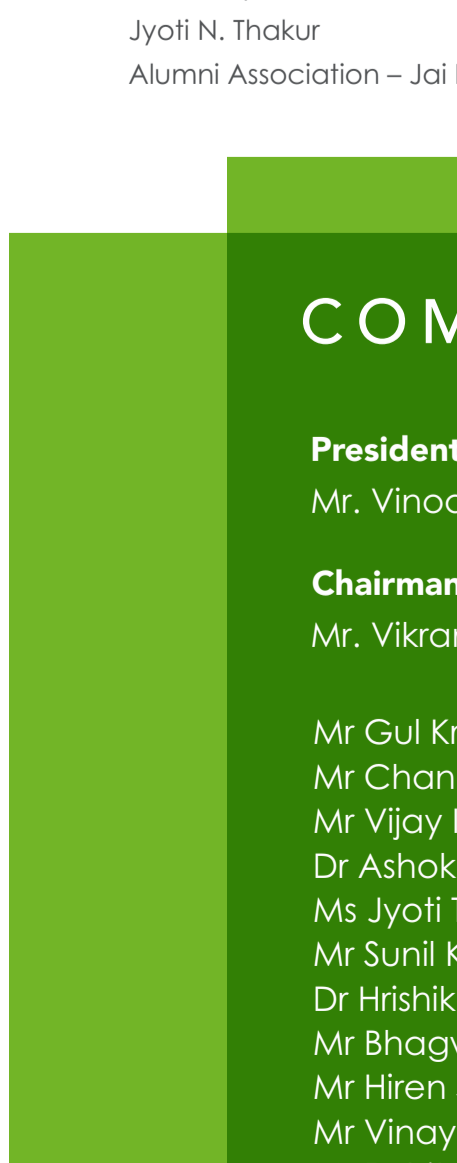 Jyoti N. Thakur
Alumni Association – Jai
COM
President
Mr. Vinod
Chairman
Mr. Vikra
Mr Gul
Mr Chan
Mr Vijay
Dr Ashok
Ms Jyoti
Mr Sunil
Dr Hrishik
Mr Bhagv
Mr Hiren
Mr Vinay